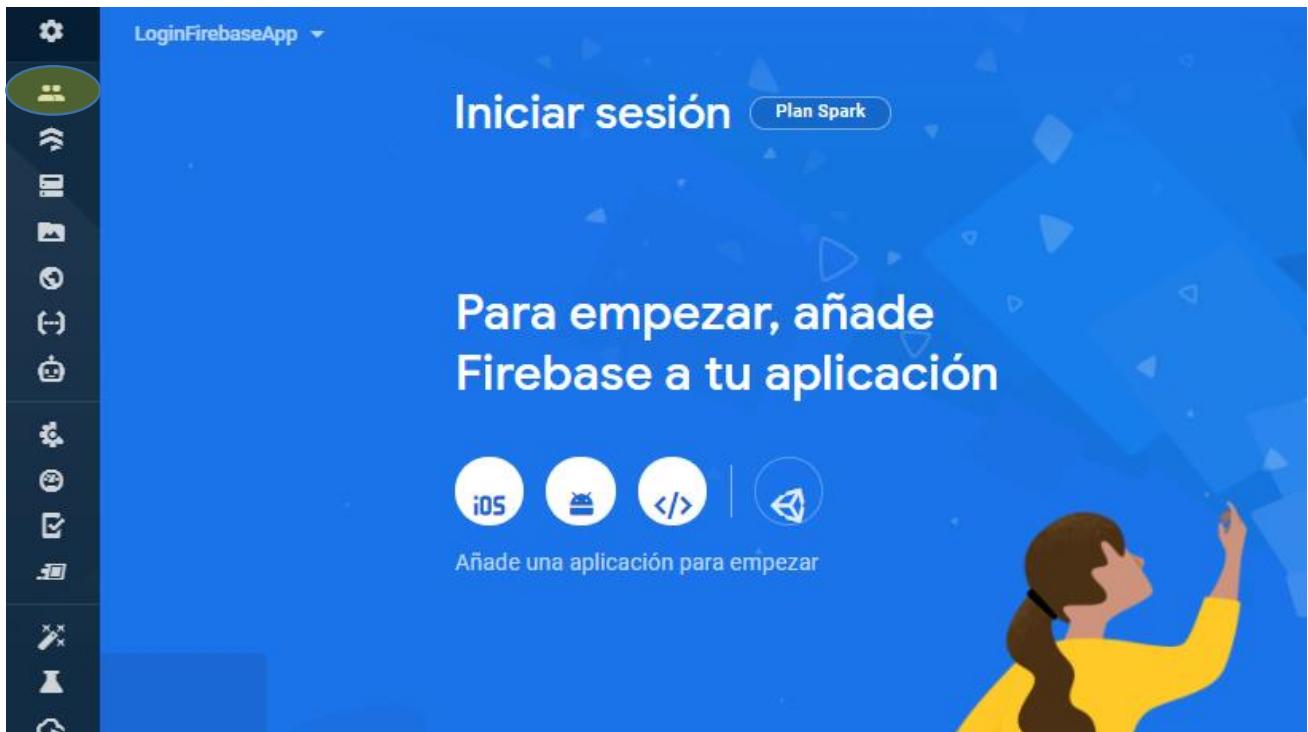 LoginFirebaseApp
Iniciar sesión Plan Spark
Para empezar, añade
Firebase a tu aplicación
iOS </>
Añade una aplicación para empezar